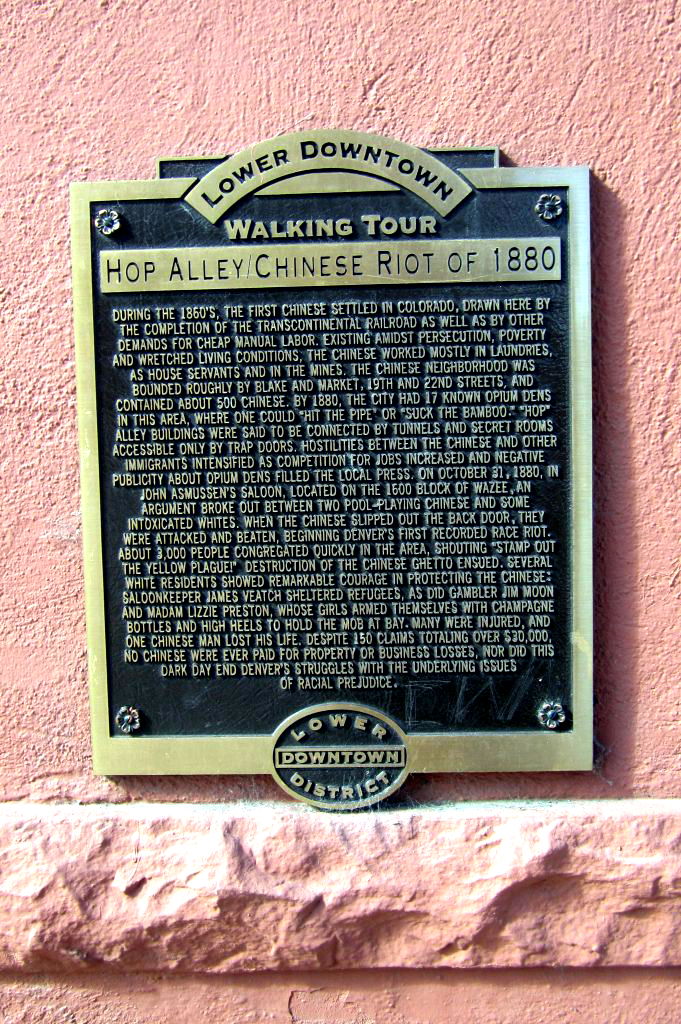 LOWER DOWNTOWN
WALKING TOUR
HOP ALLEY/CHINESE RIOT OF 1880
DURING THE 1860'S, THE FIRST CHINESE SETTLED IN COLORADO, DRAWN HERE BY
THE COMPLETION OF THE TRANSCONTINENTAL RAILROAD AS WELL AS BY OTHER
DEMANDS FOR CHEAP MANUAL LABOR. EXISTING AMIDST PERSECUTION, POVERTY
AND WRETCHED LIVING CONDITIONS, THE CHINESE WORKED MOSTLY IN LAUNDRIES,
AS HOUSE SERVANTS AND IN THE MINES. THE CHINESE NEIGHBORHOOD WAS
BOUNDED ROUGHLY BY BLAKE AND MARKET, 19TH AND 22ND STREETS, AND
CONTAINED ABOUT 500 CHINESE. BY 1880, THE CITY HAD 17 KNOWN OPIUM DENS
IN THIS AREA, WHERE ONE COULD "HIT THE PIPE" OR "SUCK THE BAMBOO." "HOP"
ALLEY BUILDINGS WERE SAID TO BE CONNECTED BY TUNNELS AND SECRET ROOMS
ACCESSIBLE ONLY BY TRAP DOORS. HOSTILITIES BETWEEN THE CHINESE AND OTHER
IMMIGRANTS INTENSIFIED AS COMPETITION FOR JOBS INCREASED AND NEGATIVE
PUBLICITY ABOUT OPIUM DENS FILLED THE LOCAL PRESS. ON OCTOBER 31, 1880, IN
JOHN ASMUSSEN'S SALOON, LOCATED ON THE 1600 BLOCK OF WAZEE, AN
ARGUMENT BROKE OUT BETWEEN TWO POOL-PLAYING CHINESE AND SOME
INTOXICATED WHITES. WHEN THE CHINESE SLIPPED OUT THE BACK DOOR, THEY
WERE ATTACKED AND BEATEN, BEGINNING DENVER'S FIRST RECORDED RACE RIOT.
ABOUT 3,000 PEOPLE CONGREGATED QUICKLY IN THE AREA, SHOUTING "STAMP OUT
THE YELLOW PLAGUE!" DESTRUCTION OF THE CHINESE GHETTO ENSUED. SEVERAL
WHITE RESIDENTS SHOWED REMARKABLE COURAGE IN PROTECTING THE CHINESE:
SALOONKEEPER JAMES VEATCH SHELTERED REFUGEES, AS DID GAMBLER JIM MOON
AND MADAM LIZZIE PRESTON, WHOSE GIRLS ARMED THEMSELVES WITH CHAMPAGNE
BOTTLES AND HIGH HEELS TO HOLD THE MOB AT BAY. MANY WERE INJURED, AND
ONE CHINESE MAN LOST HIS LIFE. DESPITE 150 CLAIMS TOTALING OVER $30,000,
NO CHINESE WERE EVER PAID FOR PROPERTY OR BUSINESS LOSSES, NOR DID THIS
DARK DAY END DENVER'S STRUGGLES WITH THE UNDERLYING ISSUES
OF RACIAL PREJUDICE.
LOWER
DOWNTOWN
DISTRICT